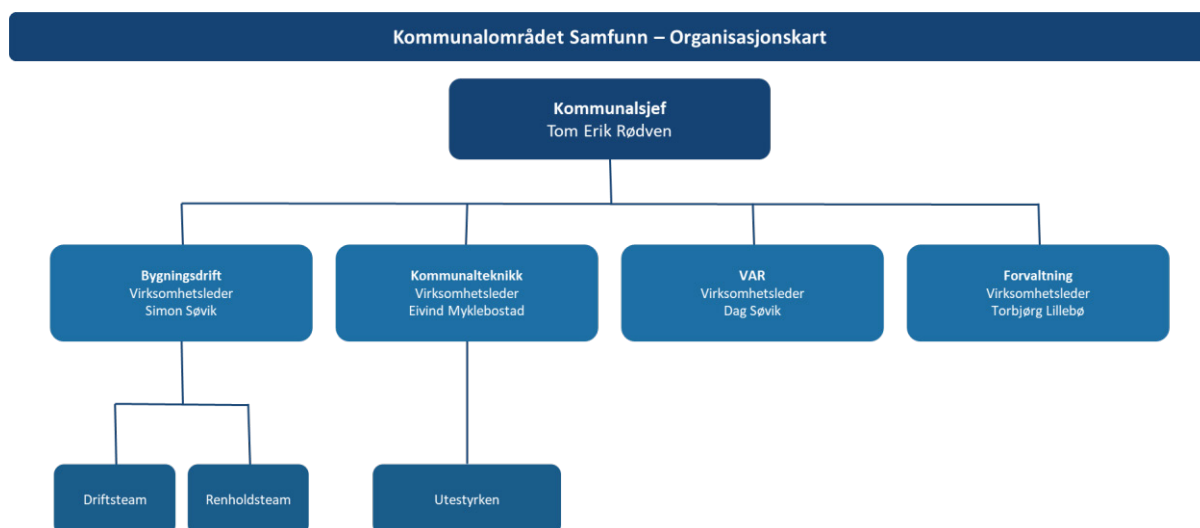 Kommunalområdet Samfunn – Organisasjonskart
Kommunalsjef
Tom Erik Rødven
Bygningsdrift
Virksomhetsleder
Simon Søvik
Kommunalteknikk
Virksomhetsleder
Eivind Myklebostad
VAR
Virksomhetsleder
Dag Søvik
Forvaltning
Virksomhetsleder
Torbjørg Lillebø
Driftsteam
Renholdsteam
Utestyrken